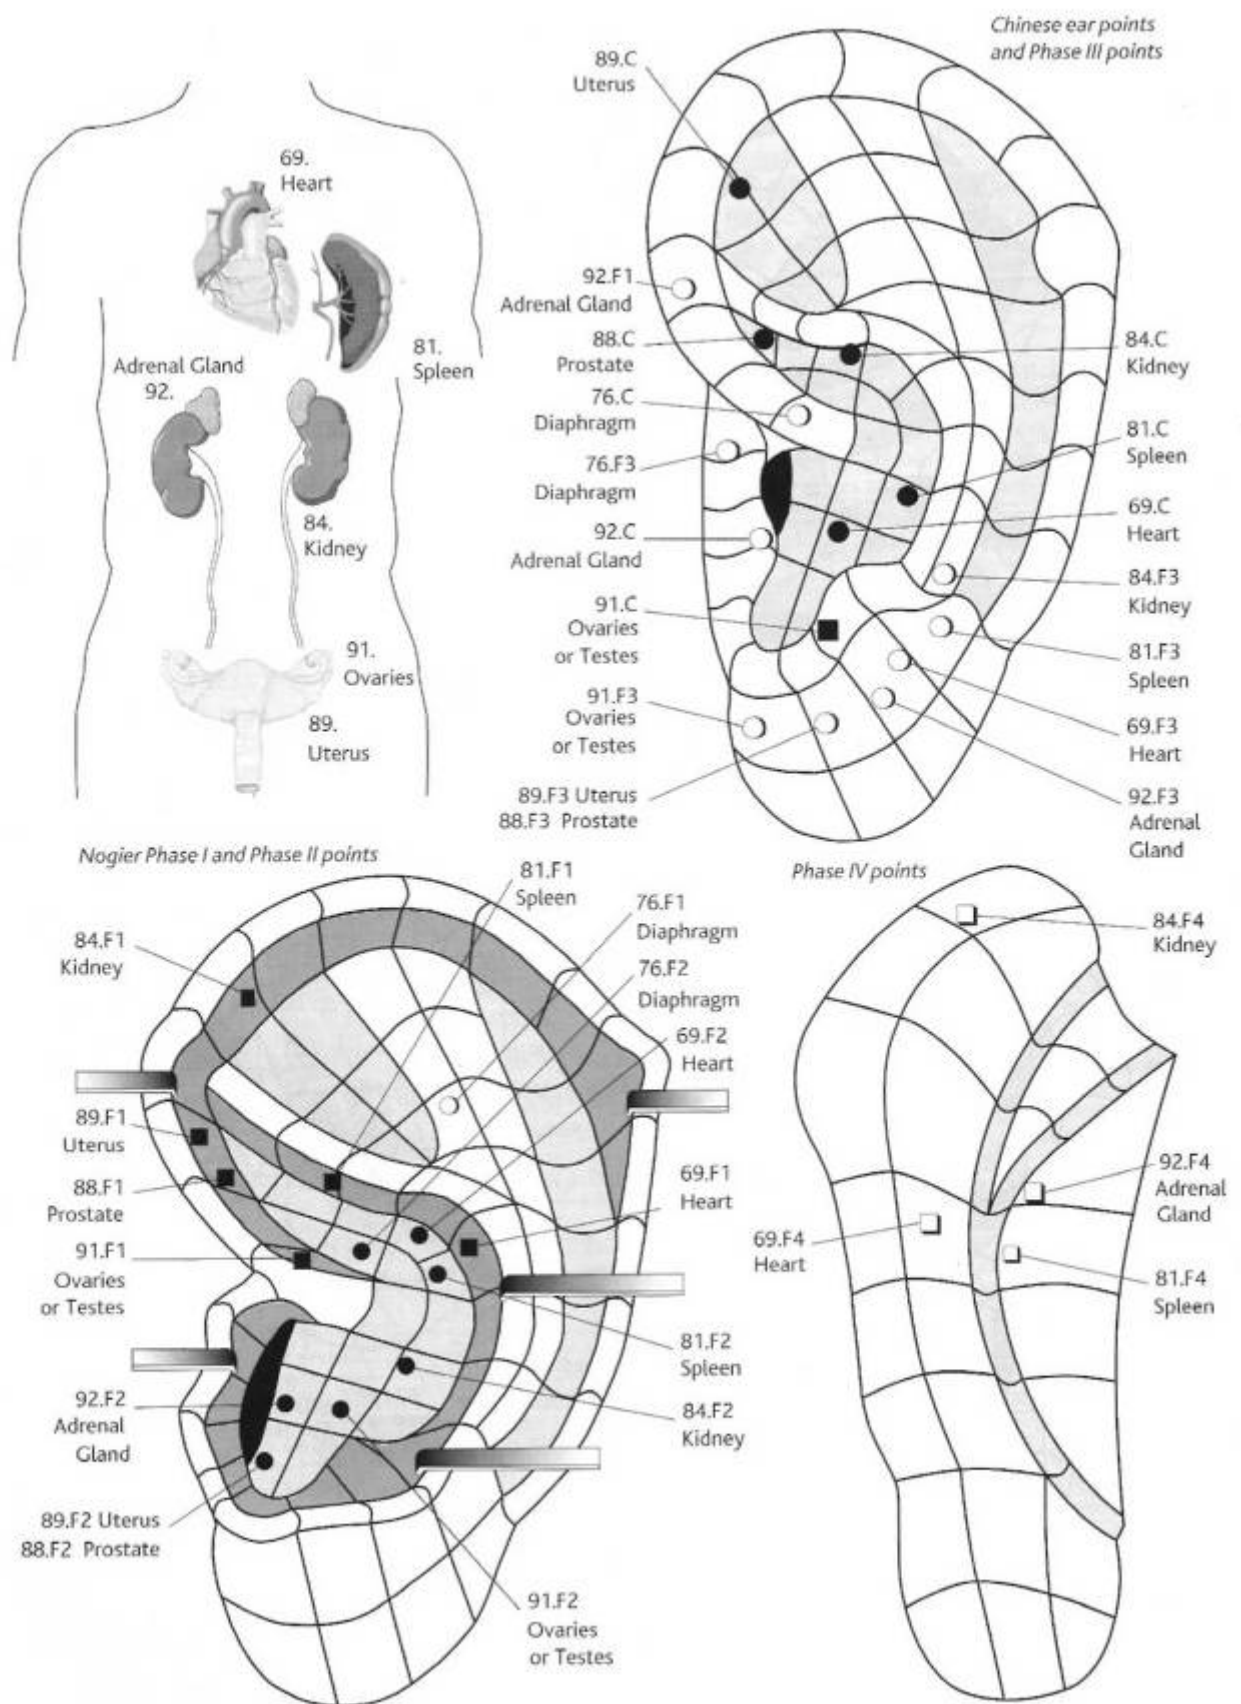 Chinese ear points
and Phase III points
69.
Heart
81.
Spleen
Adrenal Gland
92.
84.
Kidney
91.
Ovaries
89.
Uterus
89.C
Uterus
92.F1
Adrenal Gland
88.C
Prostate
76.C
Diaphragm
76.F3
Diaphragm
92.C
Adrenal Gland
91.C
Ovaries
or Testes
91.F3
Ovaries
or Testes
89.F3 Uterus
88.F3 Prostate
84.C
Kidney
81.C
Spleen
69.C
Heart
84.F3
Kidney
81.F3
Spleen
69.F3
Heart
92.F3
Adrenal
Gland
Nogier Phase I and Phase II points
84.F1
Kidney
89.F1
Uterus
88.F1
Prostate
91.F1
Ovaries
or Testes
92.F2
Adrenal
Gland
89.F2 Uterus
88.F2 Prostate
81.F1
Spleen
76.F1
Diaphragm
76.F2
Diaphragm
69.F2
Heart
69.F1
Heart
81.F2
Spleen
84.F2
Kidney
91.F2
Ovaries
or Testes
Phase IV points
84.F4
Kidney
92.F4
Adrenal
Gland
69.F4
Heart
81.F4
Spleen